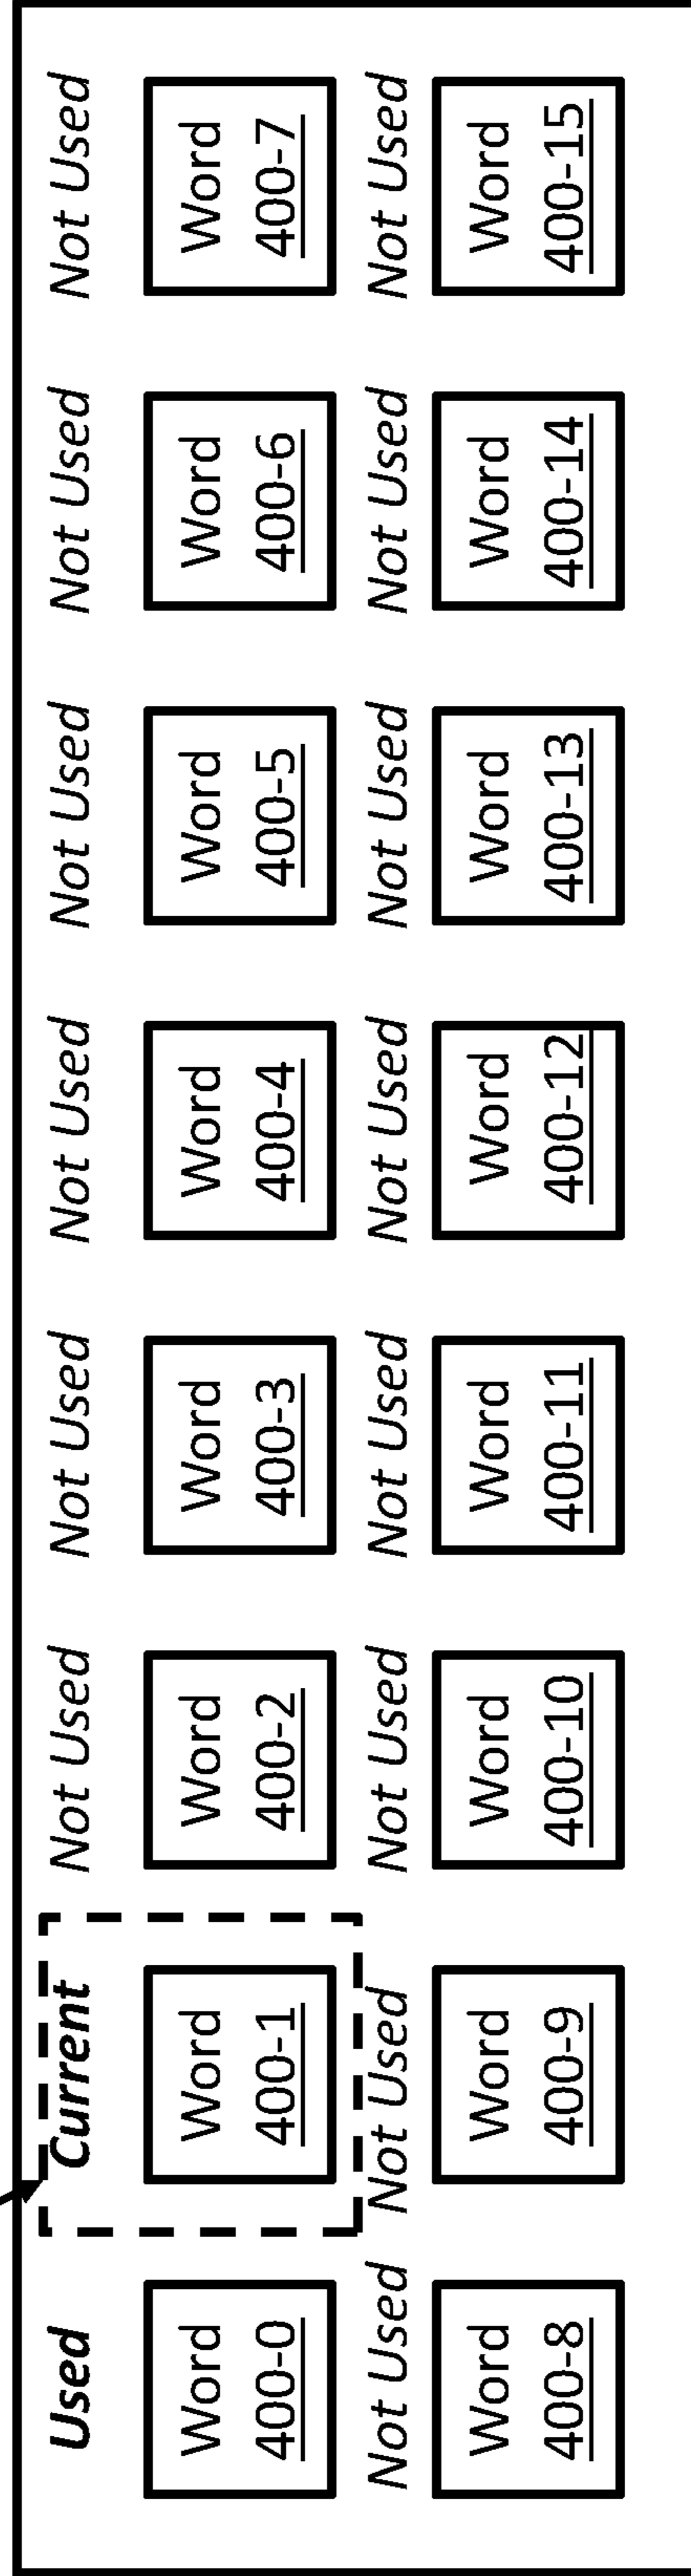 Used Current Not Used Not Used Not Used Not Used Not Used Not Used
Word Word Word Word Word Word Word Word
400-0 400-1 400-2 400-3 400-4 400-5 400-6 400-7
Not Used Not Used Not Used Not Used Not Used Not Used Not Used Not Used
Word Word Word Word Word Word Word Word
400-8 400-9 400-10 400-11 400-12 400-13 400-14 400-15